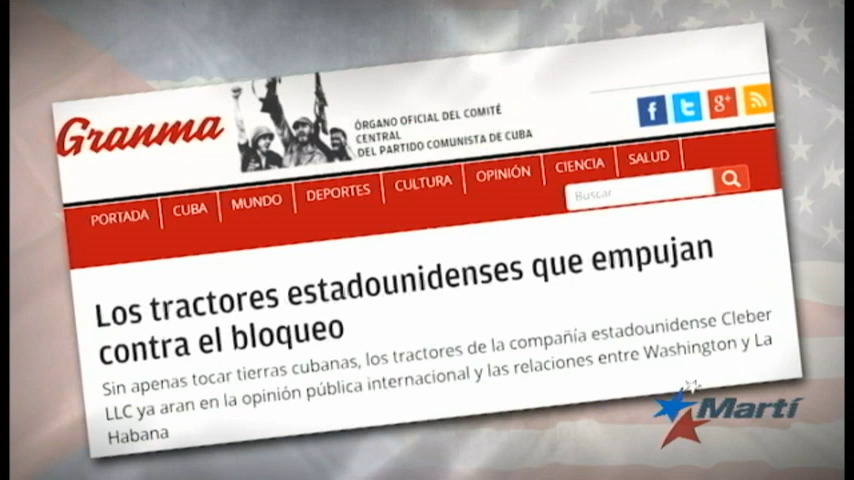 Granma
ÓRGANO OFICIAL DEL COMITÉ
CENTRAL
DEL PARTIDO COMUNISTA DE CUBA
f
t
g+
PORTADA
CUBA
MUNDO
DEPORTES
CULTURA
OPINIÓN
CIENCIA
SALUD
Buscar
Los tractores estadounidenses que empujan
contra el bloqueo
Sin apenas tocar tierras cubanas, los tractores de la compañía estadounidense Cleber
LLC ya aran en la opinión pública internacional y las relaciones entre Washington y La
Habana
Martí